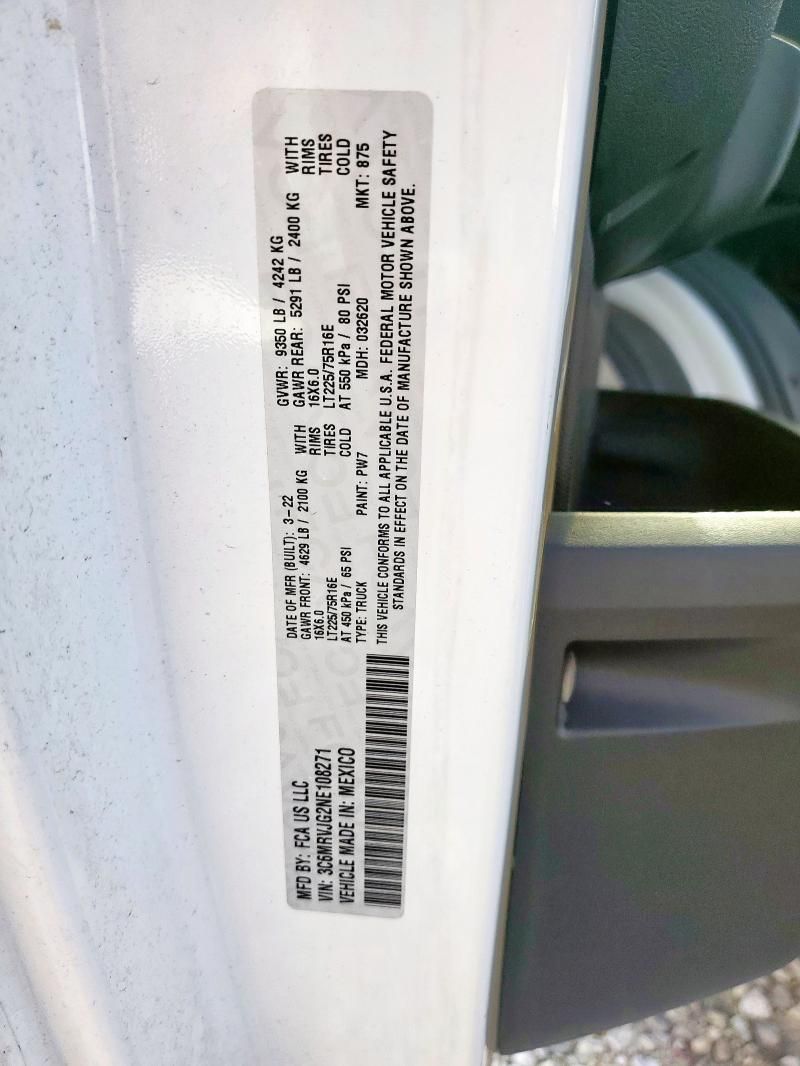 MFD BY: FCA US LLC
VIN: 3C6MRVJG2NE108271
VEHICLE MADE IN: MEXICO
DATE OF MFR (BUILT): 3-22 GVWR: 9350 LB / 4242 KG
GAWR FRONT: 4629 LB / 2100 KG WITH GAWR REAR: 5291 LB / 2400 KG WITH
16X6.0 RIMS 16X6.0 RIMS
LT225/75R16E TIRES LT225/75R16E TIRES
AT 450 kPa / 65 PSI COLD AT 550 kPa / 80 PSI COLD
TYPE: TRUCK PAINT: PW7 MDH: 032620 MKT: 875
THIS VEHICLE CONFORMS TO ALL APPLICABLE U.S.A. FEDERAL MOTOR VEHICLE SAFETY
STANDARDS IN EFFECT ON THE DATE OF MANUFACTURE SHOWN ABOVE.